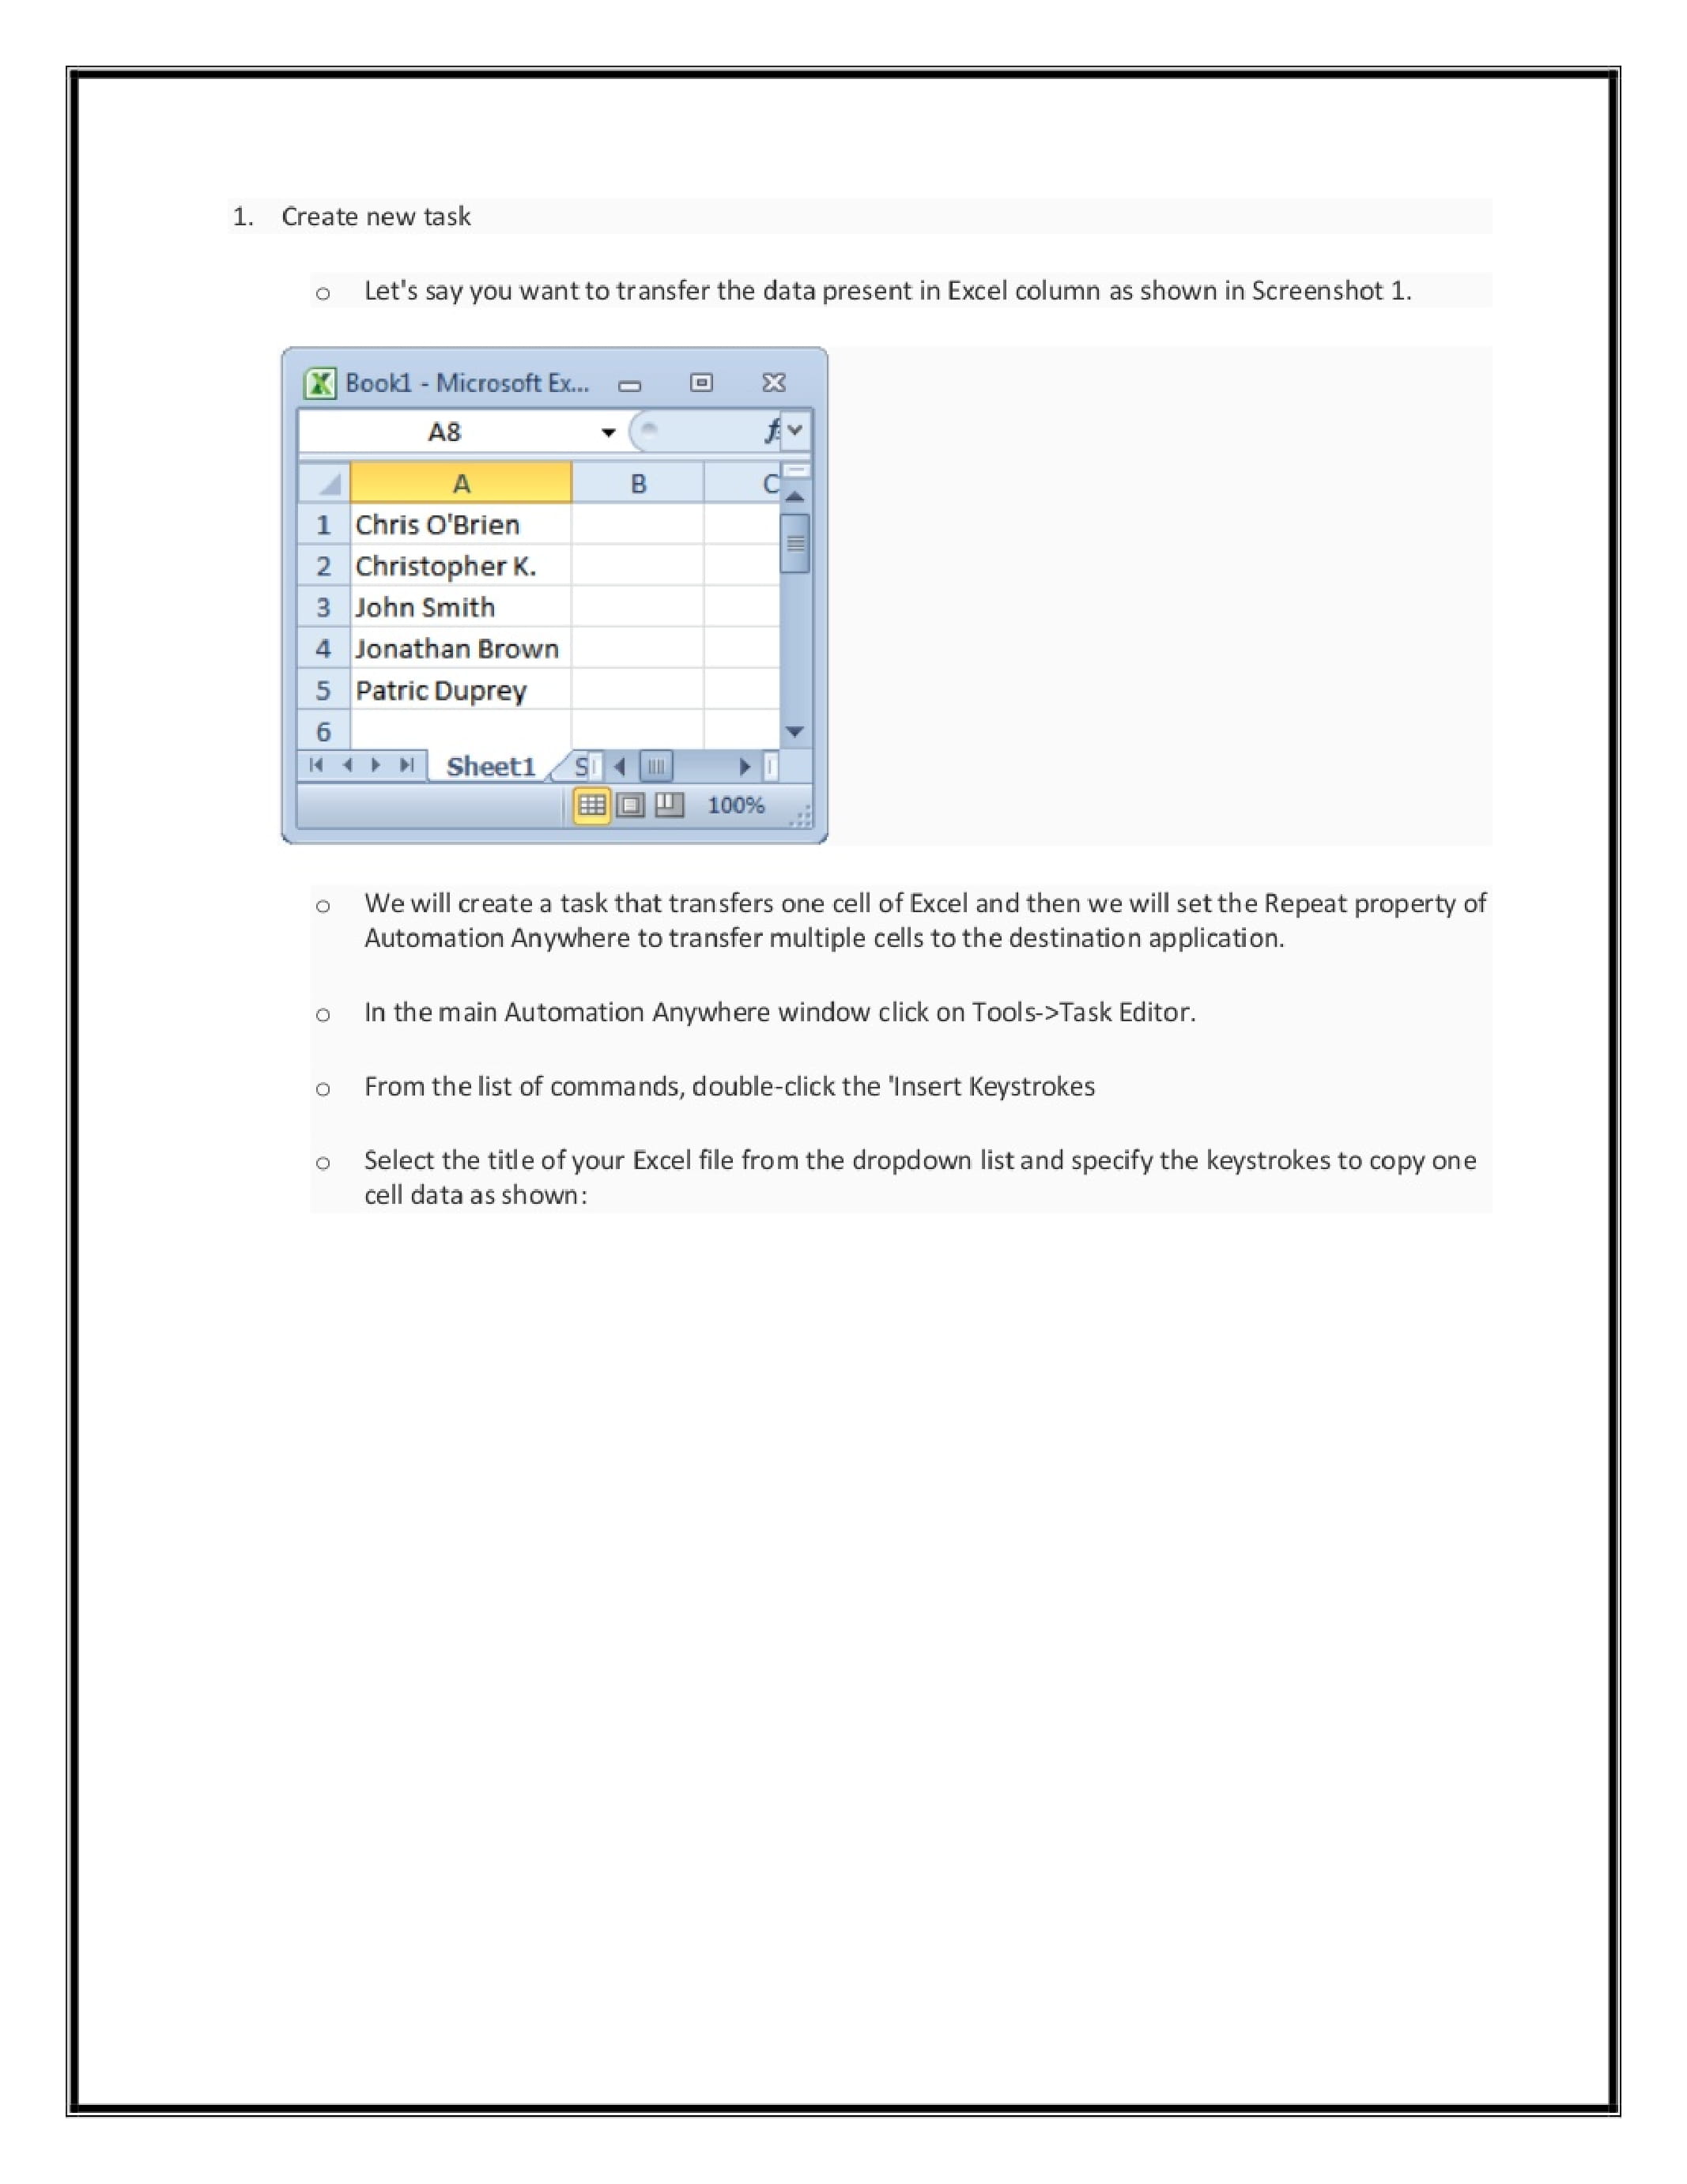 1. Create new task
o Let's say you want to transfer the data present in Excel column as shown in Screenshot 1.
Book1 - Microsoft Ex...
A8
A B C
1 Chris O'Brien
2 Christopher K.
3 John Smith
4 Jonathan Brown
5 Patric Duprey
6
Sheet1 S
100%
o We will create a task that transfers one cell of Excel and then we will set the Repeat property of
Automation Anywhere to transfer multiple cells to the destination application.
o In the main Automation Anywhere window click on Tools->Task Editor.
o From the list of commands, double-click the 'Insert Keystrokes
o Select the title of your Excel file from the dropdown list and specify the keystrokes to copy one
cell data as shown: